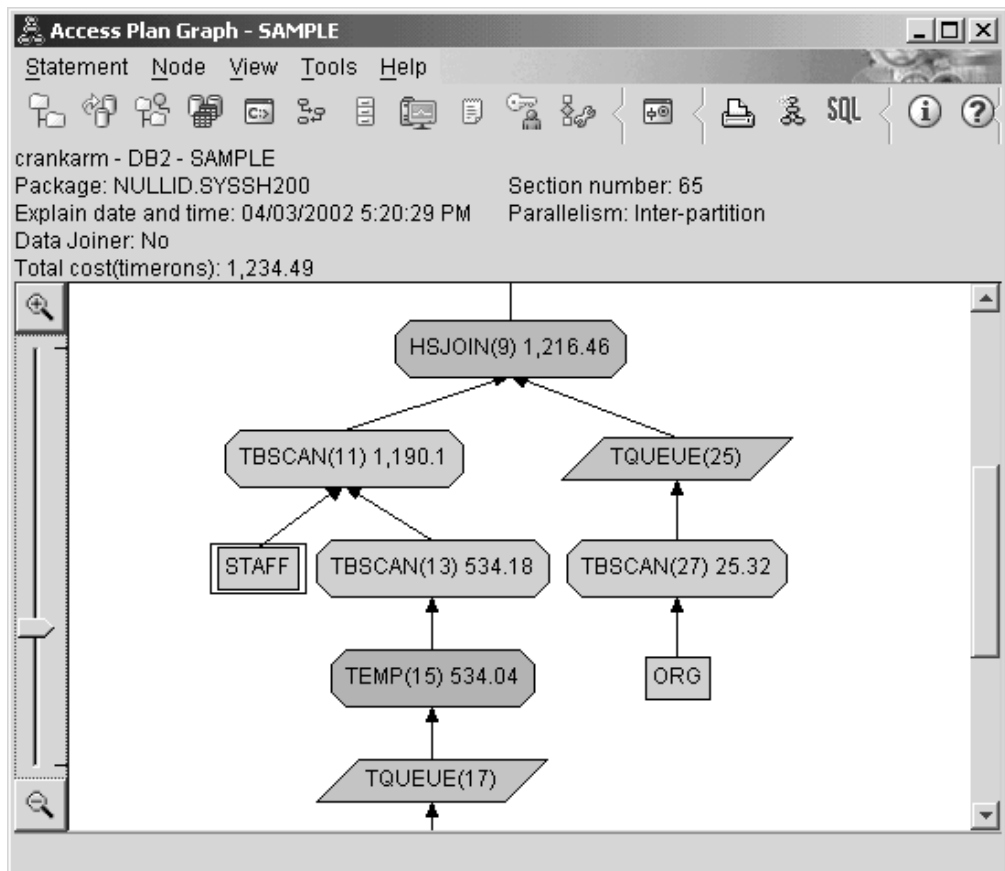 Access Plan Graph - SAMPLE
Statement Node View Tools Help
C:> SQL i ?
crankarm - DB2 - SAMPLE
Package: NULLID.SYSSH200 Section number: 65
Explain date and time: 04/03/2002 5:20:29 PM Parallelism: Inter-partition
Data Joiner: No
Total cost(timerons): 1,234.49
HSJOIN(9) 1,216.46
TBSCAN(11) 1,190.1 TQUEUE(25)
STAFF TBSCAN(13) 534.18 TBSCAN(27) 25.32
TEMP(15) 534.04 ORG
TQUEUE(17)